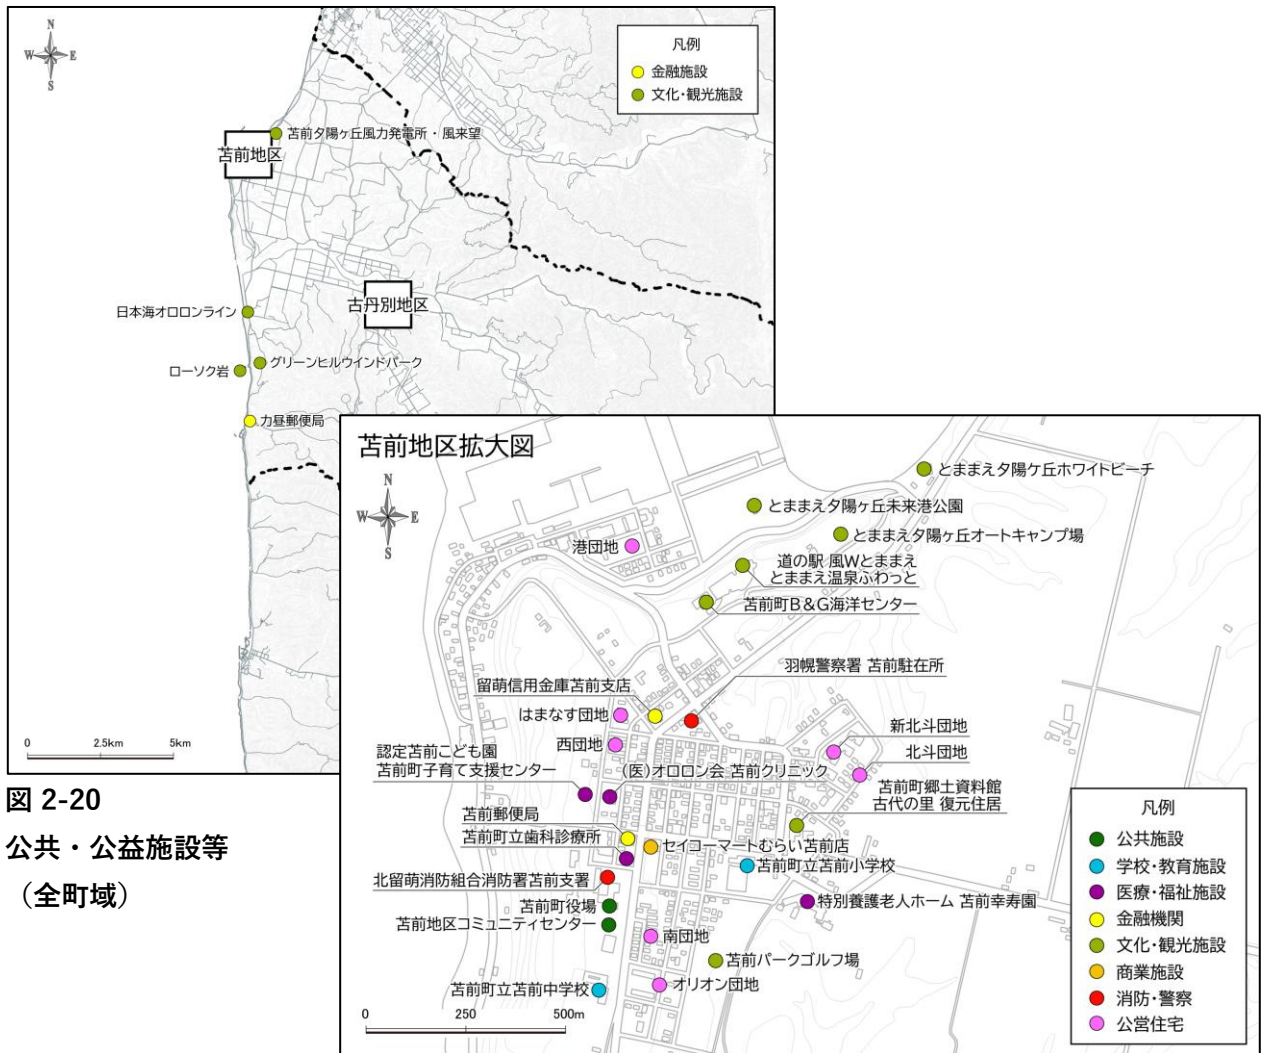 N
W
E
S
凡例
金融施設
文化・観光施設
苫前夕陽ヶ丘風力発電所・風来望
苫前地区
古丹別地区
日本海オロロンライン
グリーンヒルウインドパーク
ローソク岩
力昼郵便局
0
2.5km
5km
図 2-20
公共・公益施設等
（全町域）
苫前地区拡大図
N
W
E
S
とままえ夕陽ケ丘ホワイトビーチ
とままえ夕陽ヶ丘未来港公園
とままえ夕陽ヶ丘オートキャンプ場
港団地
道の駅 風Wとままえ
とままえ温泉ふわっと
苫前町B＆G海洋センター
羽幌警察署 苫前駐在所
留萌信用金庫苫前支店
はまなす団地
新北斗団地
西団地
北斗団地
認定苫前こども園
苫前町子育て支援センター
（医）オロロン会 苫前クリニック
苫前町郷土資料館
古代の里 復元住居
苫前郵便局
苫前町立歯科診療所
セイコーマートむらい苫前店
苫前町立苫前小学校
北留萌消防組合消防署苫前支署
苫前町役場
特別養護老人ホーム 苫前幸寿園
苫前地区コミュニティセンター
南団地
苫前パークゴルフ場
オリオン団地
苫前町立苫前中学校
0
250
500m
凡例
公共施設
学校・教育施設
医療・福祉施設
金融機関
文化・観光施設
商業施設
消防・警察
公営住宅